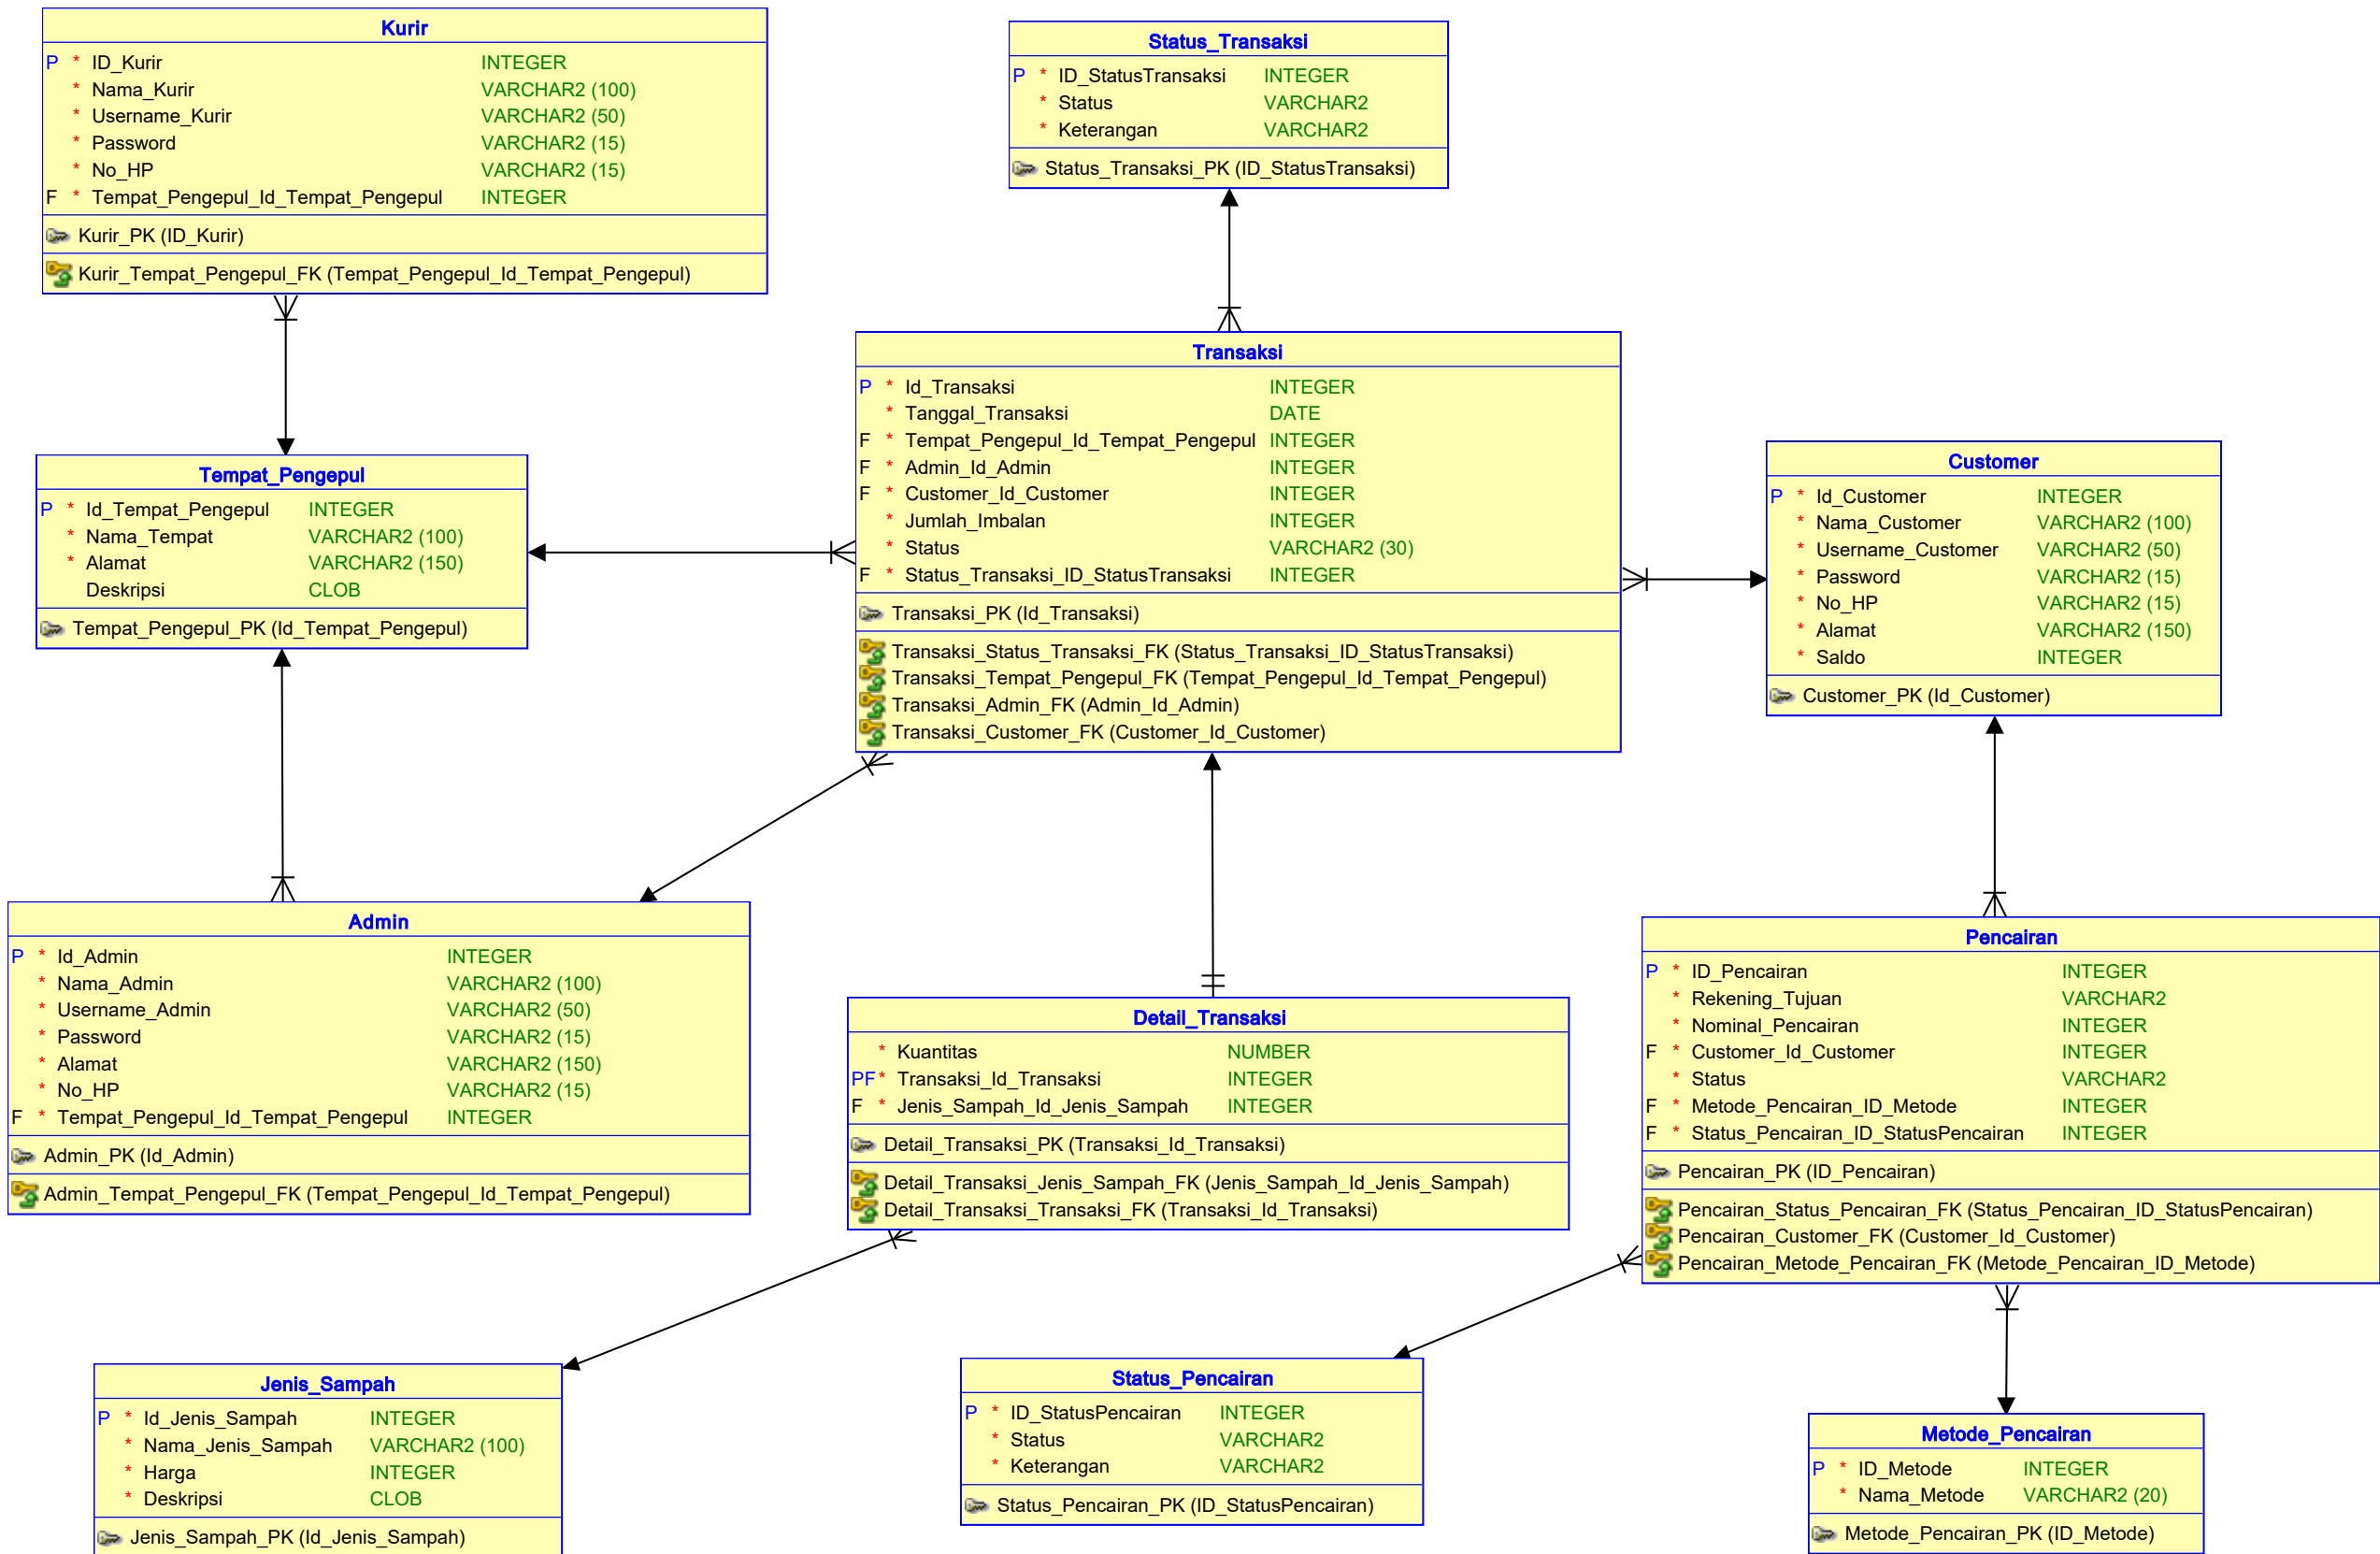 Kurir
P * ID_Kurir INTEGER
* Nama_Kurir VARCHAR2 (100)
* Username_Kurir VARCHAR2 (50)
* Password VARCHAR2 (15)
* No_HP VARCHAR2 (15)
F * Tempat_Pengepul_Id_Tempat_Pengepul INTEGER
Kurir_PK (ID_Kurir)
Kurir_Tempat_Pengepul_FK (Tempat_Pengepul_Id_Tempat_Pengepul)
Status_Transaksi
P * ID_StatusTransaksi INTEGER
* Status VARCHAR2
* Keterangan VARCHAR2
Status_Transaksi_PK (ID_StatusTransaksi)
Transaksi
P * Id_Transaksi INTEGER
* Tanggal_Transaksi DATE
F * Tempat_Pengepul_Id_Tempat_Pengepul INTEGER
F * Admin_Id_Admin INTEGER
F * Customer_Id_Customer INTEGER
* Jumlah_Imbalan INTEGER
* Status VARCHAR2 (30)
F * Status_Transaksi_ID_StatusTransaksi INTEGER
Transaksi_PK (Id_Transaksi)
Transaksi_Status_Transaksi_FK (Status_Transaksi_ID_StatusTransaksi)
Transaksi_Tempat_Pengepul_FK (Tempat_Pengepul_Id_Tempat_Pengepul)
Transaksi_Admin_FK (Admin_Id_Admin)
Transaksi_Customer_FK (Customer_Id_Customer)
Tempat_Pengepul
P * Id_Tempat_Pengepul INTEGER
* Nama_Tempat VARCHAR2 (100)
* Alamat VARCHAR2 (150)
Deskripsi CLOB
Tempat_Pengepul_PK (Id_Tempat_Pengepul)
Customer
P * Id_Customer INTEGER
* Nama_Customer VARCHAR2 (100)
* Username_Customer VARCHAR2 (50)
* Password VARCHAR2 (15)
* No_HP VARCHAR2 (15)
* Alamat VARCHAR2 (150)
* Saldo INTEGER
Customer_PK (Id_Customer)
Admin
P * Id_Admin INTEGER
* Nama_Admin VARCHAR2 (100)
* Username_Admin VARCHAR2 (50)
* Password VARCHAR2 (15)
* Alamat VARCHAR2 (150)
* No_HP VARCHAR2 (15)
F * Tempat_Pengepul_Id_Tempat_Pengepul INTEGER
Admin_PK (Id_Admin)
Admin_Tempat_Pengepul_FK (Tempat_Pengepul_Id_Tempat_Pengepul)
Detail_Transaksi
* Kuantitas NUMBER
PF * Transaksi_Id_Transaksi INTEGER
F * Jenis_Sampah_Id_Jenis_Sampah INTEGER
Detail_Transaksi_PK (Transaksi_Id_Transaksi)
Detail_Transaksi_Jenis_Sampah_FK (Jenis_Sampah_Id_Jenis_Sampah)
Detail_Transaksi_Transaksi_FK (Transaksi_Id_Transaksi)
Pencairan
P * ID_Pencairan INTEGER
* Rekening_Tujuan VARCHAR2
* Nominal_Pencairan INTEGER
F * Customer_Id_Customer INTEGER
* Status VARCHAR2
F * Metode_Pencairan_ID_Metode INTEGER
F * Status_Pencairan_ID_StatusPencairan INTEGER
Pencairan_PK (ID_Pencairan)
Pencairan_Status_Pencairan_FK (Status_Pencairan_ID_StatusPencairan)
Pencairan_Customer_FK (Customer_Id_Customer)
Pencairan_Metode_Pencairan_FK (Metode_Pencairan_ID_Metode)
Jenis_Sampah
P * Id_Jenis_Sampah INTEGER
* Nama_Jenis_Sampah VARCHAR2 (100)
* Harga INTEGER
* Deskripsi CLOB
Jenis_Sampah_PK (Id_Jenis_Sampah)
Status_Pencairan
P * ID_StatusPencairan INTEGER
* Status VARCHAR2
* Keterangan VARCHAR2
Status_Pencairan_PK (ID_StatusPencairan)
Metode_Pencairan
P * ID_Metode INTEGER
* Nama_Metode VARCHAR2 (20)
Metode_Pencairan_PK (ID_Metode)